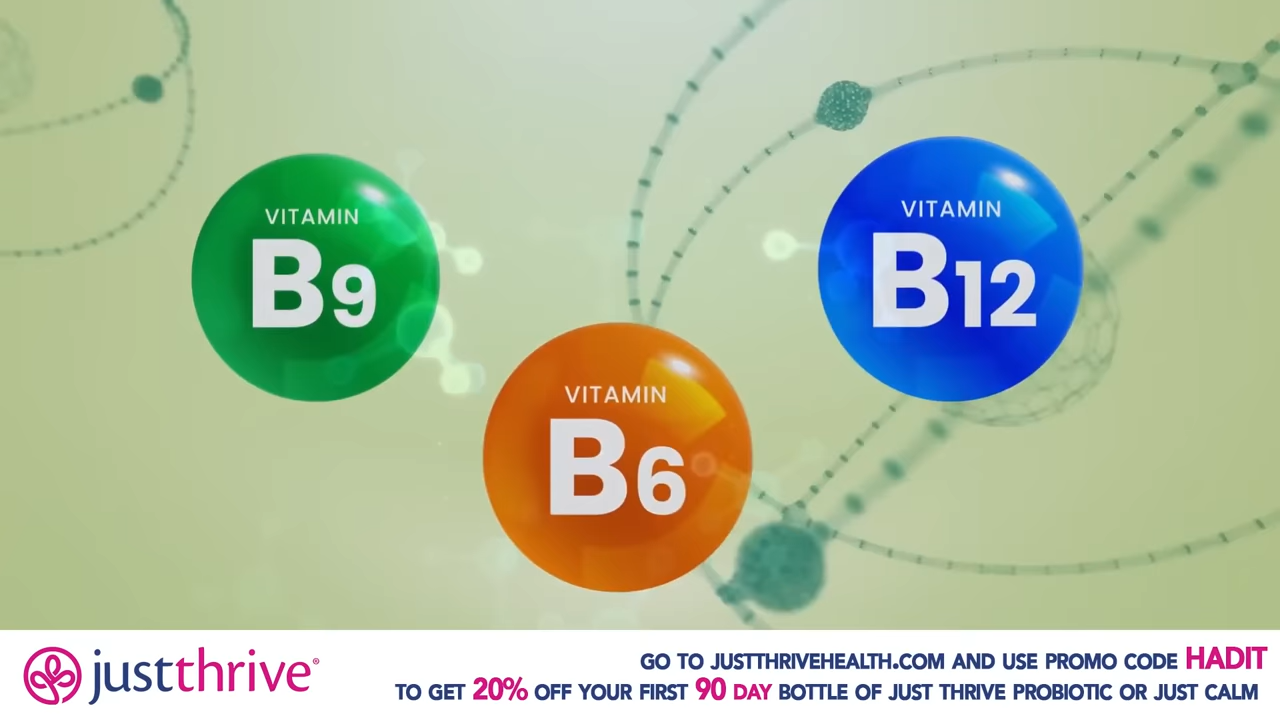 VITAMIN
B9
VITAMIN
B12
VITAMIN
B6
justthrive®
GO TO JUSTTHRIVEHEALTH.COM AND USE PROMO CODE HADIT
TO GET 20% OFF YOUR FIRST 90 DAY BOTTLE OF JUST THRIVE PROBIOTIC OR JUST CALM